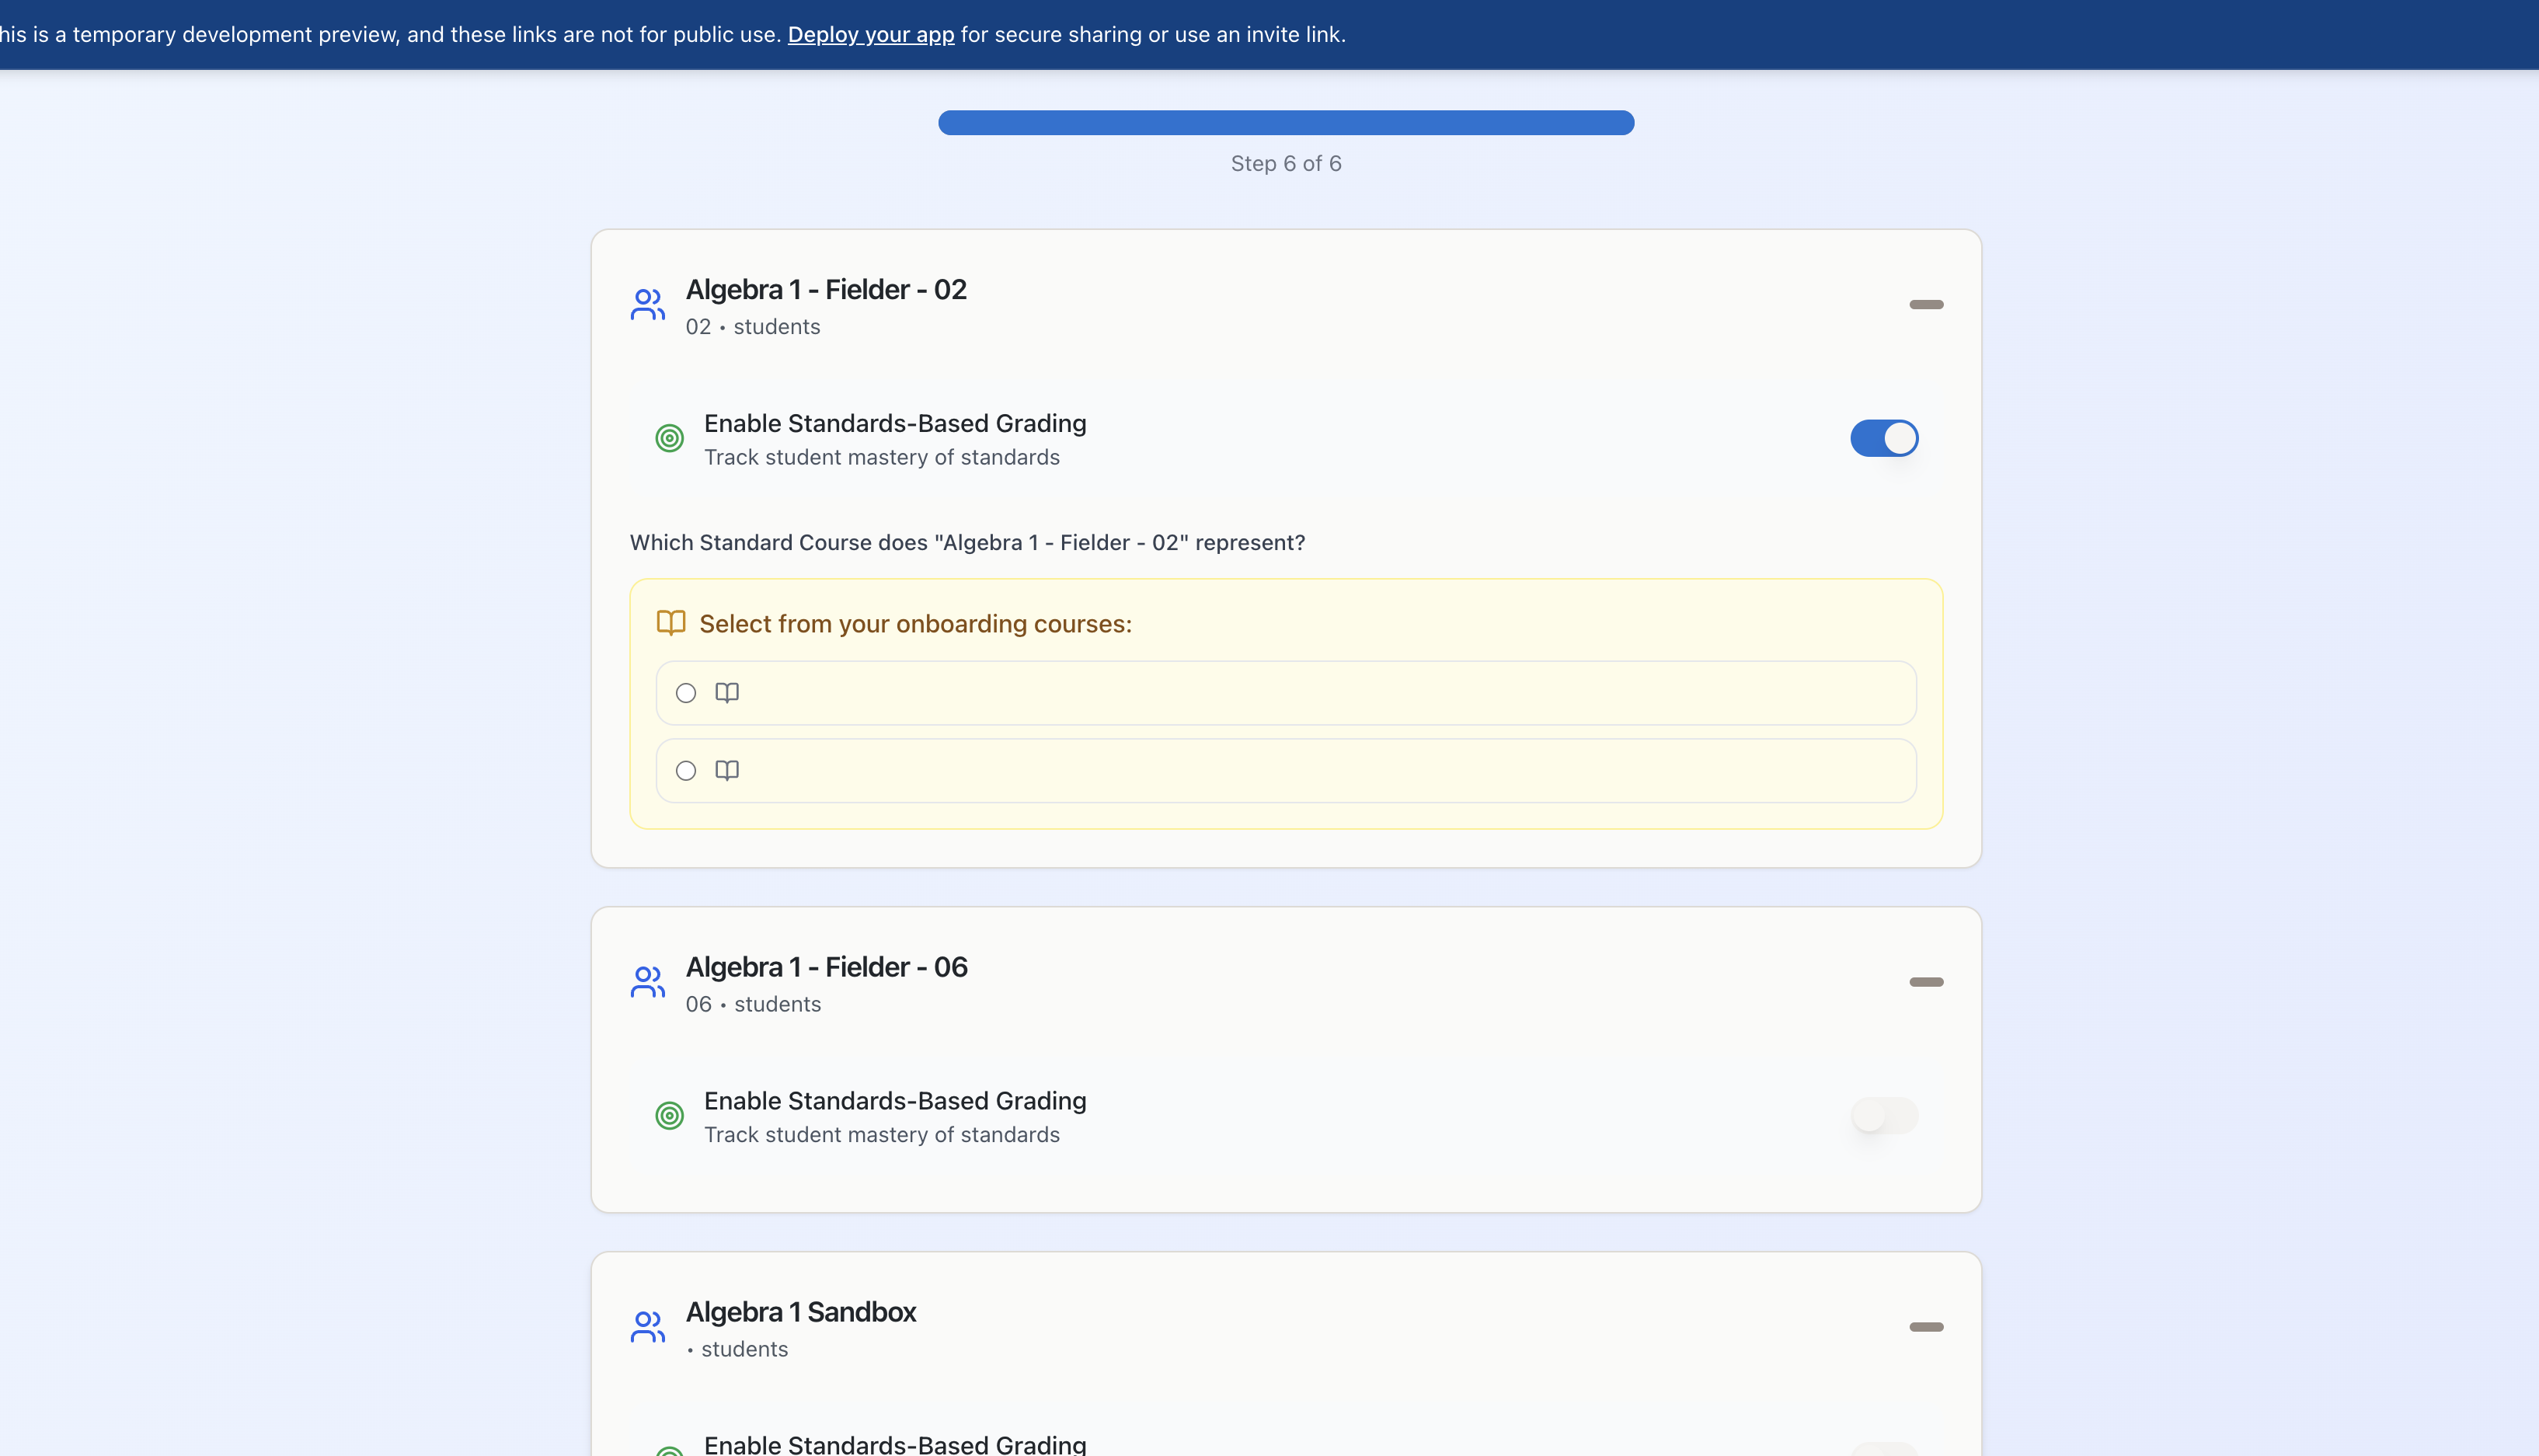 his is a temporary development preview, and these links are not for public use. Deploy your app for secure sharing or use an invite link.
Step 6 of 6
Algebra 1 - Fielder - 02
02 • students
Enable Standards-Based Grading
Track student mastery of standards
Which Standard Course does "Algebra 1 - Fielder - 02" represent?
Select from your onboarding courses:
Algebra 1 - Fielder - 06
06 • students
Enable Standards-Based Grading
Track student mastery of standards
Algebra 1 Sandbox
• students
Enable Standards-Based Grading